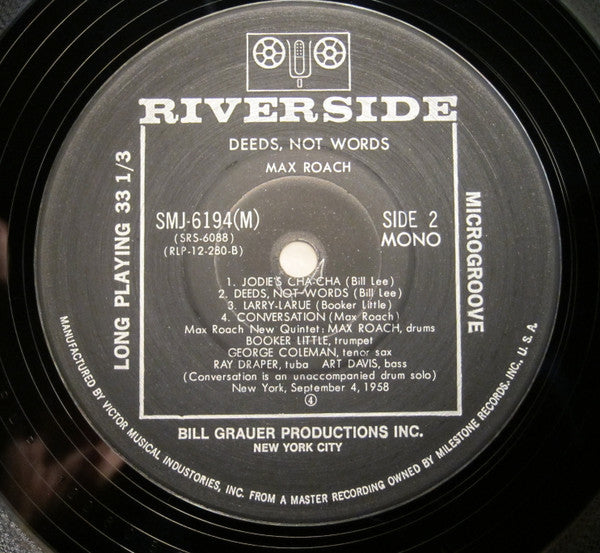 RIVERSIDE
DEEDS, NOT WORDS
MAX ROACH
SMJ-6194(M)
SIDE 2
(SRS-6088)
MONO
(RLP-12-280-B)
LONG PLAYING 33 1/3
MICROGROOVE
1. JODIE'S CHA-CHA (Bill Lee)
2. DEEDS, NOT WORDS (Bill Lee)
3. LARRY-LARUE (Booker Little)
4. CONVERSATION (Max Roach)
Max Roach New Quintet: MAX ROACH, drums
BOOKER LITTLE, trumpet
GEORGE COLEMAN, tenor sax
RAY DRAPER, tuba ART DAVIS, bass
(Conversation is an unaccompanied drum solo)
New York, September 4, 1958
④
BILL GRAUER PRODUCTIONS INC.
NEW YORK CITY
MANUFACTURED BY VICTOR MUSICAL INDUSTORIES, INC. FROM A MASTER RECORDING OWNED BY MILESTONE RECORDS, INC., U. S. A.